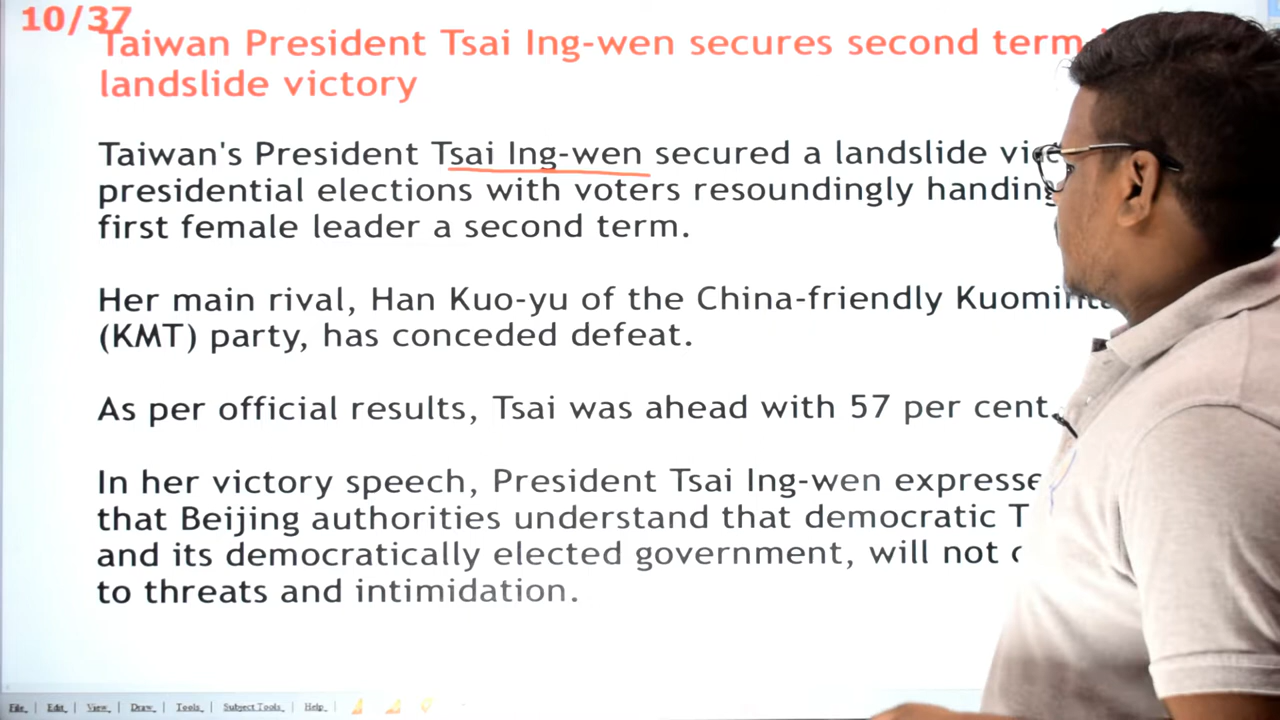 10/37
Taiwan President Tsai Ing-wen secures second term
landslide victory
Taiwan's President Tsai Ing-wen secured a landslide
presidential elections with voters resoundingly handing
first female leader a second term.
Her main rival, Han Kuo-yu of the China-friendly
(KMT) party, has conceded defeat.
As per official results, Tsai was ahead with 57 per cent.
In her victory speech, President Tsai Ing-wen
that Beijing authorities understand that democratic
and its democratically elected government, will not
to threats and intimidation.
File | Edit | View | Draw | Tools | Subject Tools | Help |